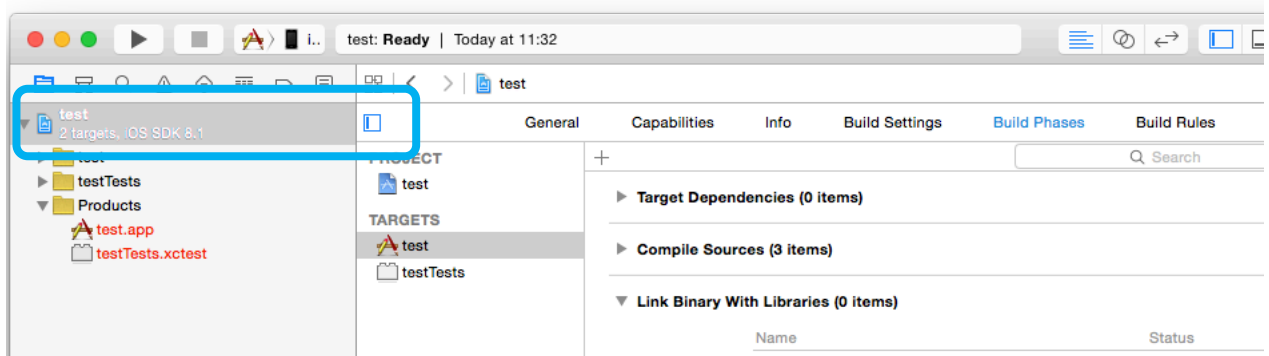 i.. test: Ready | Today at 11:32
test
test
2 targets, iOS SDK 8.1
General Capabilities Info Build Settings Build Phases Build Rules
test
PROJECT
Search
testTests
test
Target Dependencies (0 items)
Products
TARGETS
test.app
test
Compile Sources (3 items)
testTests.xctest
testTests
Link Binary With Libraries (0 items)
Name Status